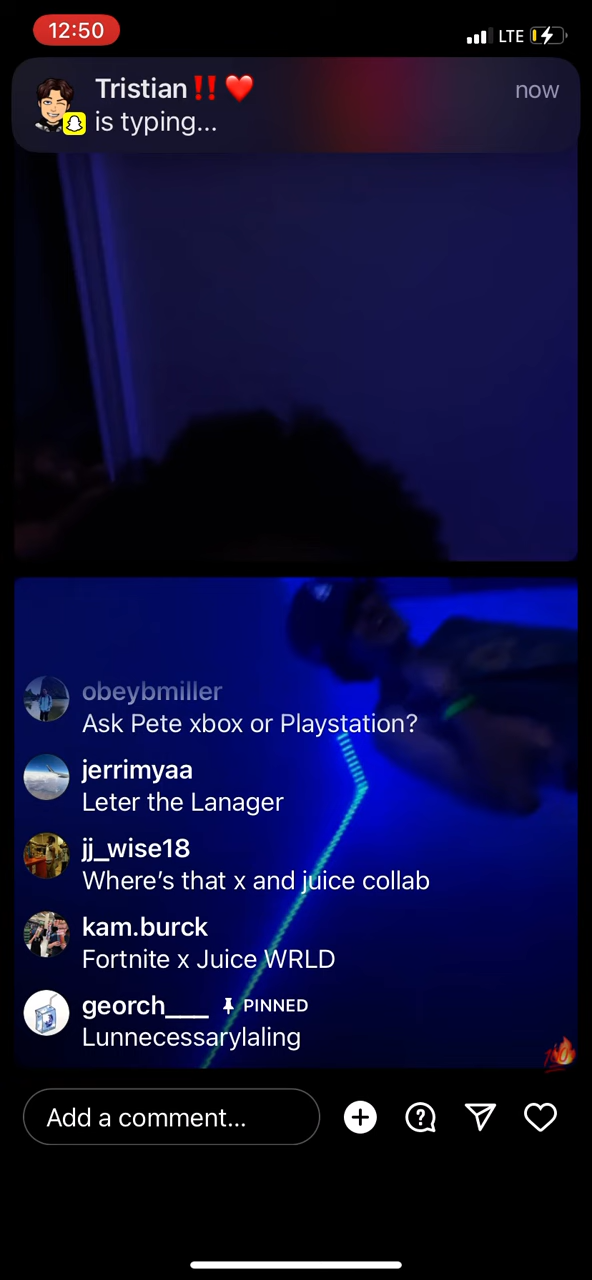 12:50
LTE
Tristian‼️❤️
now
is typing...
obeybmiller
Ask Pete xbox or Playstation?
jerrimyaa
Leter the Lanager
jj_wise18
Where's that x and juice collab
kam.burck
Fortnite x Juice WRLD
georch___ PINNED
Lunnecessarylaling
Add a comment...